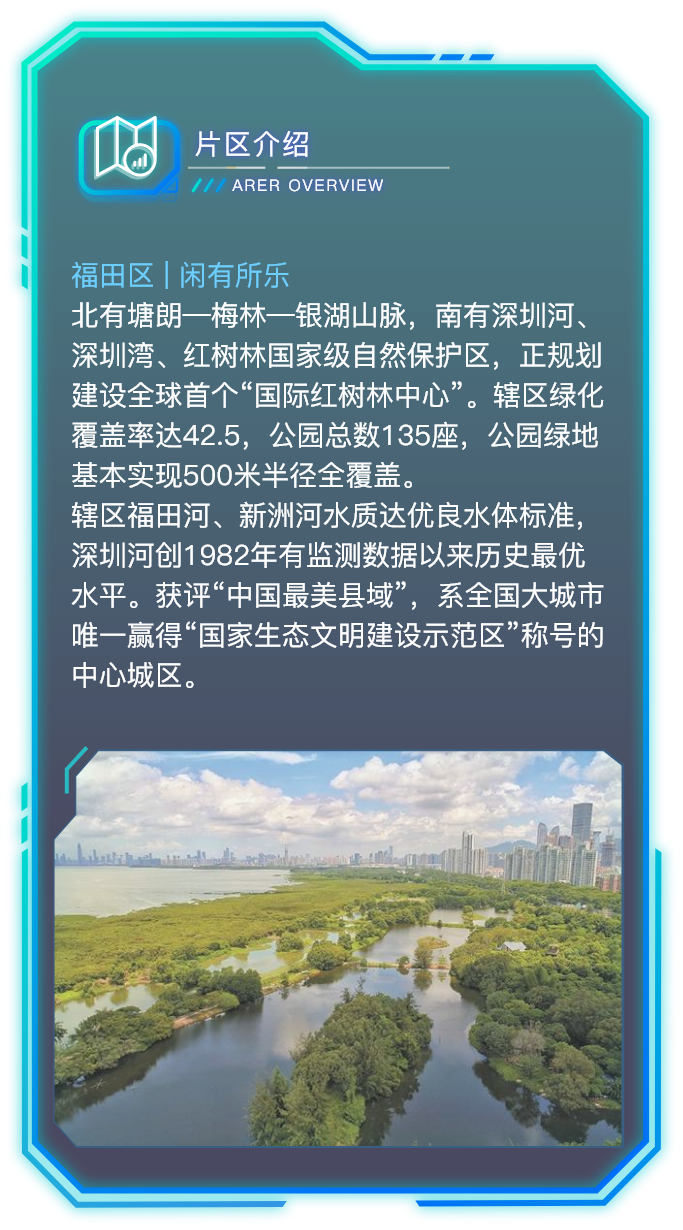 片区介绍
ARER OVERVIEW
福田区 | 闲有所乐
北有塘朗—梅林—银湖山脉，南有深圳河、
深圳湾、红树林国家级自然保护区，正规划
建设全球首个“国际红树林中心”。辖区绿化
覆盖率达42.5，公园总数135座，公园绿地
基本实现500米半径全覆盖。
辖区福田河、新洲河水质达优良水体标准，
深圳河创1982年有监测数据以来历史最优
水平。获评“中国最美县域”，系全国大城市
唯一赢得“国家生态文明建设示范区”称号的
中心城区。